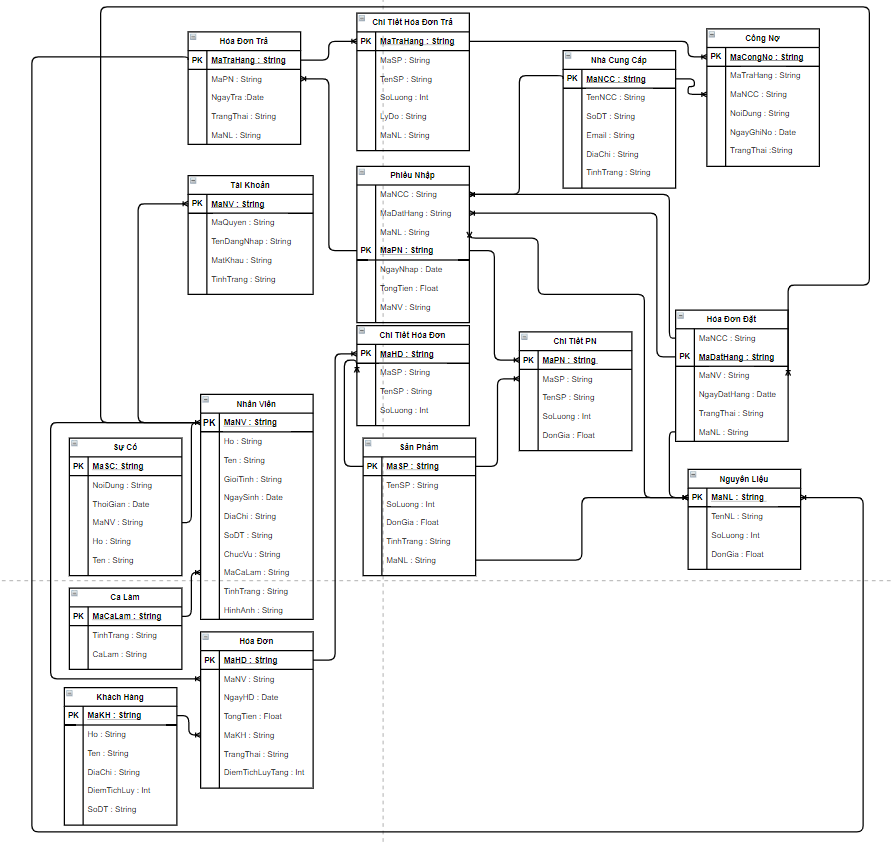 Hóa Đơn Trả
PK MaTraHang : String
MaPN : String
NgayTra :Date
TrangThai : String
MaNL : String
Chi Tiết Hóa Đơn Trả
PK MaTraHang : String
MaSP : String
TenSP : String
SoLuong : Int
LyDo : String
MaNL : String
Nhà Cung Cấp
PK MaNCC : String
TenNCC : String
SoDT : String
Email : String
DiaChi : String
TinhTrang : String
Công Nợ
PK MaCongNo : String
MaTraHang : String
MaNCC : String
NoiDung : String
NgayGhiNo : Date
TrangThai :String
Tài Khoản
PK MaNV : String
MaQuyen : String
TenDangNhap : String
MatKhau : String
TinhTrang : String
Phiếu Nhập
MaNCC : String
MaDatHang : String
MaNL : String
PK MaPN : String
NgayNhap : Date
TongTien : Float
MaNV : String
Hóa Đơn Đặt
MaNCC : String
PK MaDatHang : String
MaNV : String
NgayDatHang : Datte
TrangThai : String
MaNL : String
Chi Tiết Hóa Đơn
PK MaHD : String
MaSP : String
TenSP : String
SoLuong : Int
Chi Tiết PN
PK MaPN : String
MaSP : String
TenSP : String
SoLuong : Int
DonGia : Float
Nhân Viên
PK MaNV : String
Ho : String
Ten : String
GioiTinh : String
NgaySinh : Date
DiaChi : String
SoDT : String
ChucVu : String
MaCaLam : String
TinhTrang : String
HinhAnh : String
Sự Cố
PK MaSC: String
NoiDung : String
ThoiGian : Date
MaNV : String
Ho : String
Ten : String
Sản Phẩm
PK MaSP : String
TenSP : String
SoLuong : Int
DonGia : Float
TinhTrang : String
MaNL : String
Nguyên Liệu
PK MaNL : String
TenNL : String
SoLuong : Int
DonGia : Float
Ca Làm
PK MaCaLam : String
TinhTrang : String
CaLam : String
Hóa Đơn
PK MaHD : String
MaNV : String
NgayHD : Date
TongTien : Float
MaKH : String
TrangThai : String
DiemTichLuyTang : Int
Khách Hàng
PK MaKH : String
Ho : String
Ten : String
DiaChi : String
DiemTichLuy : Int
SoDT : String